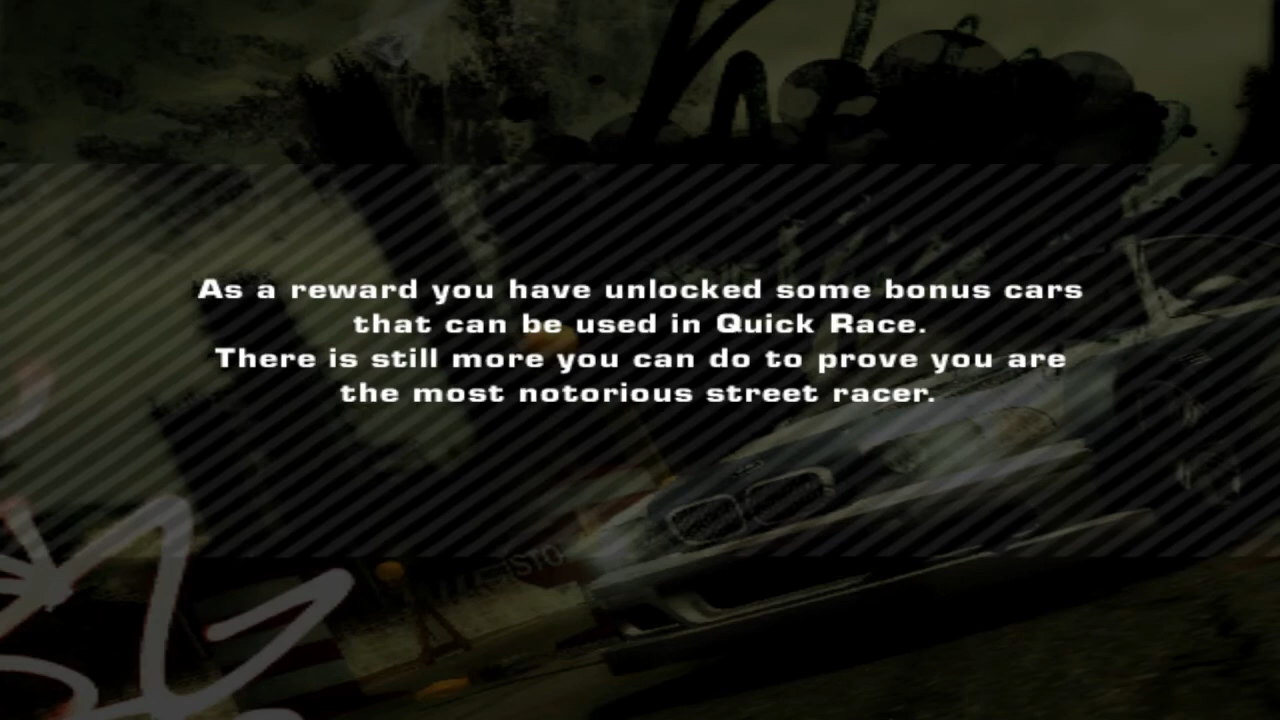 As a reward you have unlocked some bonus cars
that can be used in Quick Race.
There is still more you can do to prove you are
the most notorious street racer.